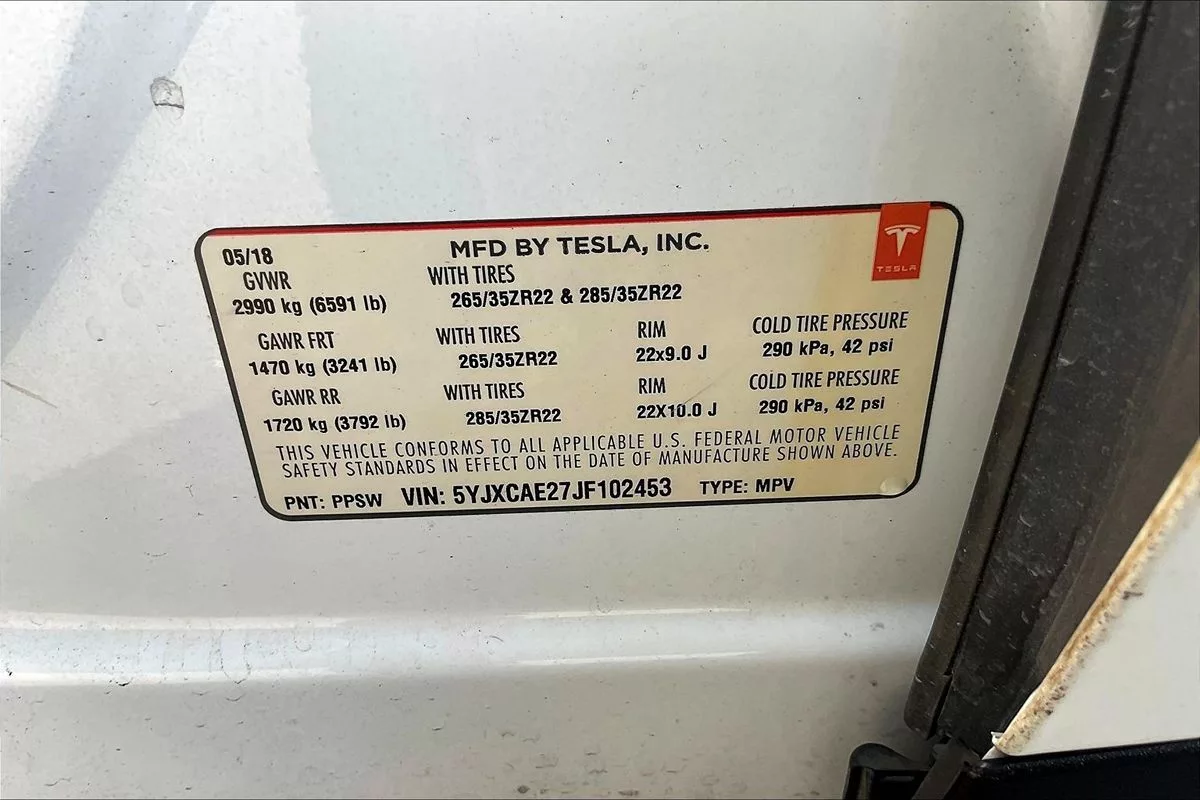 05/18 MFD BY TESLA, INC.
TESLA
GVWR WITH TIRES
2990 kg (6591 lb) 265/35ZR22 & 285/35ZR22
GAWR FRT WITH TIRES RIM COLD TIRE PRESSURE
1470 kg (3241 lb) 265/35ZR22 22x9.0 J 290 kPa, 42 psi
GAWR RR WITH TIRES RIM COLD TIRE PRESSURE
1720 kg (3792 lb) 285/35ZR22 22X10.0 J 290 kPa, 42 psi
THIS VEHICLE CONFORMS TO ALL APPLICABLE U.S. FEDERAL MOTOR VEHICLE
SAFETY STANDARDS IN EFFECT ON THE DATE OF MANUFACTURE SHOWN ABOVE.
PNT: PPSW VIN: 5YJXCAE27JF102453 TYPE: MPV